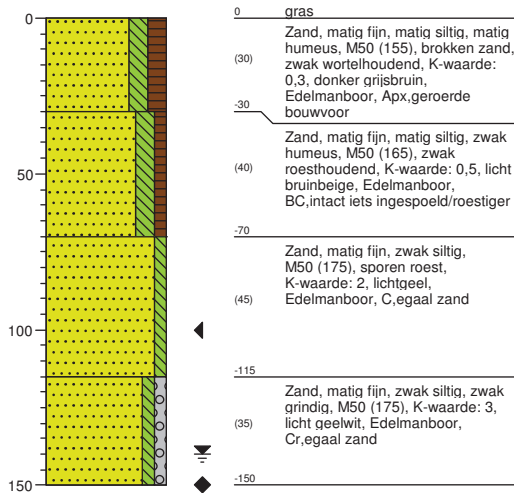 0
50
100
150
0 gras
(30)
Zand, matig fijn, matig siltig, matig
humeus, M50 (155), brokken zand,
zwak wortelhoudend, K-waarde:
0,3, donker grijsbruin,
Edelmanboor, Apx,geroerde
bouwvoor
-30
(40)
Zand, matig fijn, matig siltig, zwak
humeus, M50 (165), zwak
roesthoudend, K-waarde: 0,5, licht
bruinbeige, Edelmanboor,
BC,intact iets ingespoeld/roestiger
-70
(45)
Zand, matig fijn, zwak siltig,
M50 (175), sporen roest,
K-waarde: 2, lichtgeel,
Edelmanboor, C,egaal zand
-115
(35)
Zand, matig fijn, zwak siltig, zwak
grindig, M50 (175), K-waarde: 3,
licht geelwit, Edelmanboor,
Cr,egaal zand
-150